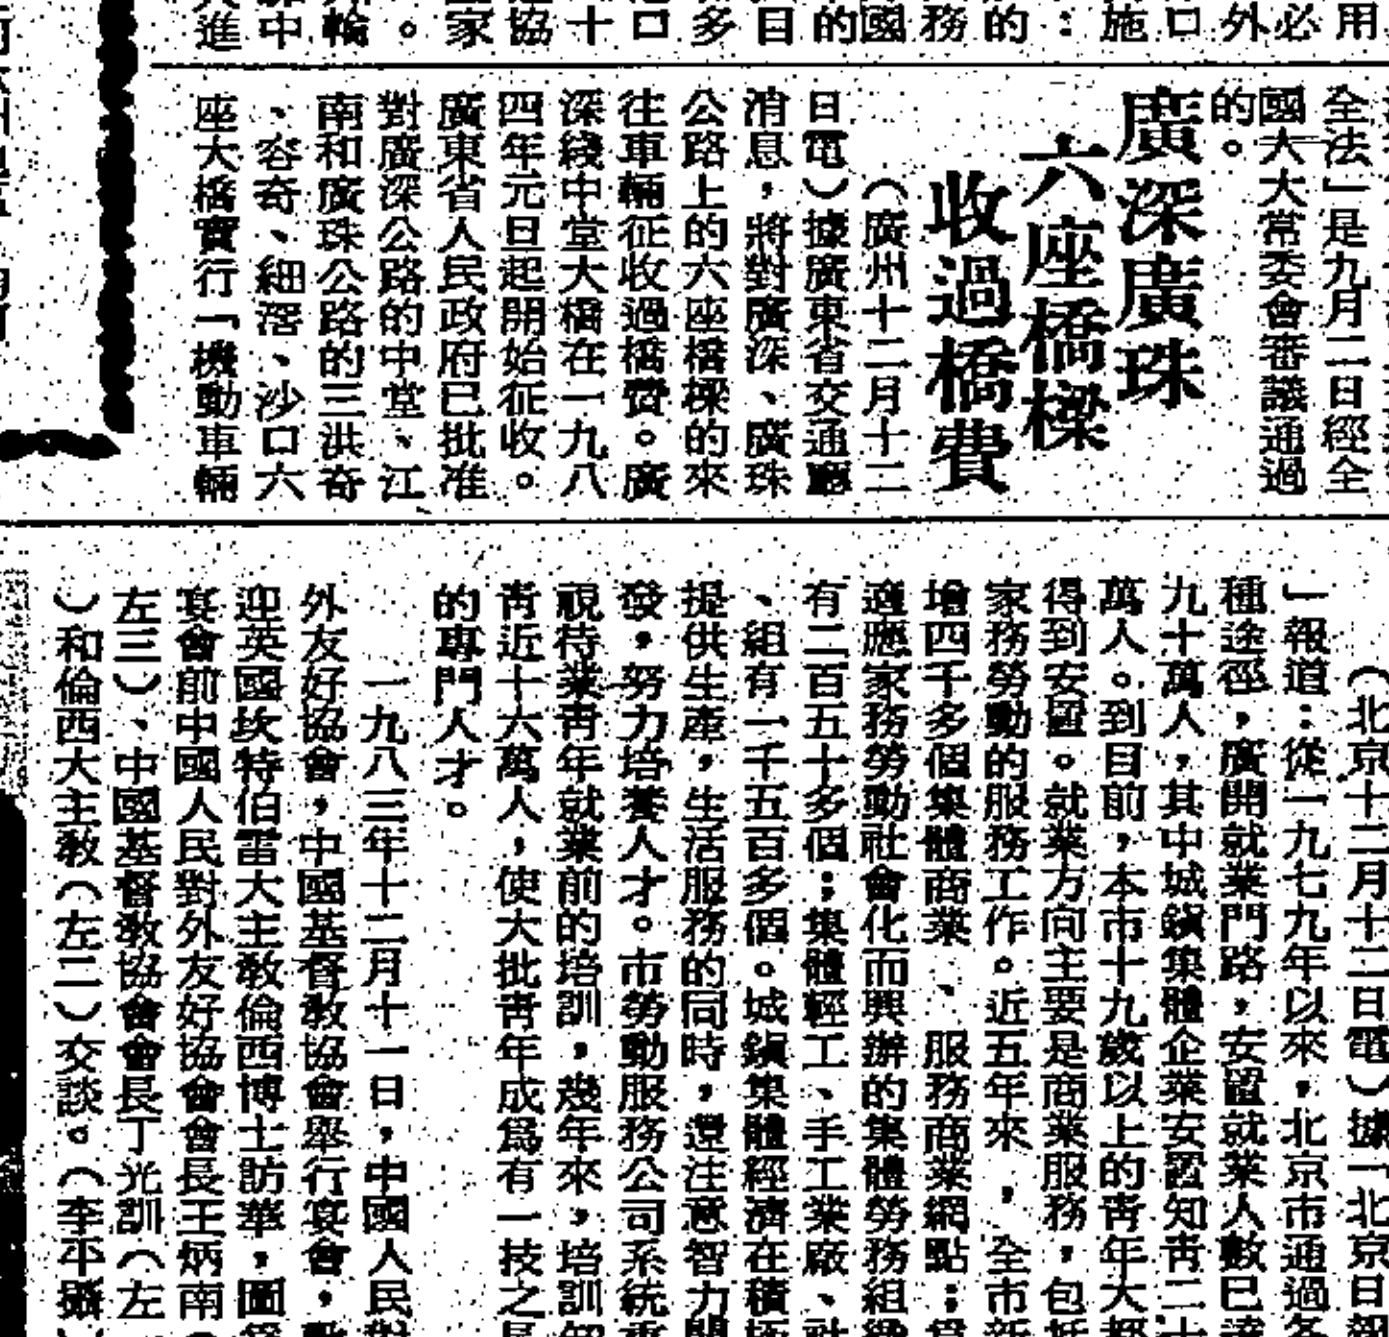 用
必
外
口
施
：
的
務
國
的
日
多
口
十
協
家
。
輪
中
進
全法」是九月二日經全
國人大常委會審議通過
的。
廣深廣珠
六座橋樑
收過橋費
（廣州十二月十二
日電）據廣東省交通廳
消息，將對廣深、廣珠
公路上的六座橋樑的來
往車輛征收過橋費。廣
深綫中堂大橋在一九八
四年元旦起開始征收。
廣東省人民政府已批准
對廣深公路的中堂、江
南和廣珠公路的三洪奇
、容奇、細滘、沙口六
座大橋實行「機動車輛
（北京十二月十二日電）據「北京日報
」報道：從一九七九年以來，北京市通過各
種途徑，廣開就業門路，安置就業人數已達
九十萬人，其中城鎮集體企業安置知青二十
萬人。到目前，本市十九歲以上的青年大都
得到安置。就業方向主要是商業服務，包括
家務勞動的服務工作。近五年來，全市新
增四千多個集體商業、服務商業網點；爲
適應家務勞動社會化而興辦的集體勞務組織
有二百五十多個；集體輕工、手工業廠、社
、組有一千五百多個。城鎮集體經濟在積極
提供生產，生活服務的同時，還注意智力開
發，努力培養人才。市勞動服務公司系統重
視待業青年就業前的培訓，幾年來，培訓知
青近十六萬人，使大批青年成爲有一技之長
的專門人才。
一九八三年十二月十一日，中國人民對
外友好協會，中國基督教協會舉行宴會，歡
迎英國坎特伯雷大主教倫西博士訪華，圖爲
宴會前中國人民對外友好協會會長王炳南（
左三）、中國基督教協會會長丁光訓（左一
）和倫西大主教（左二）交談。（李平攝）